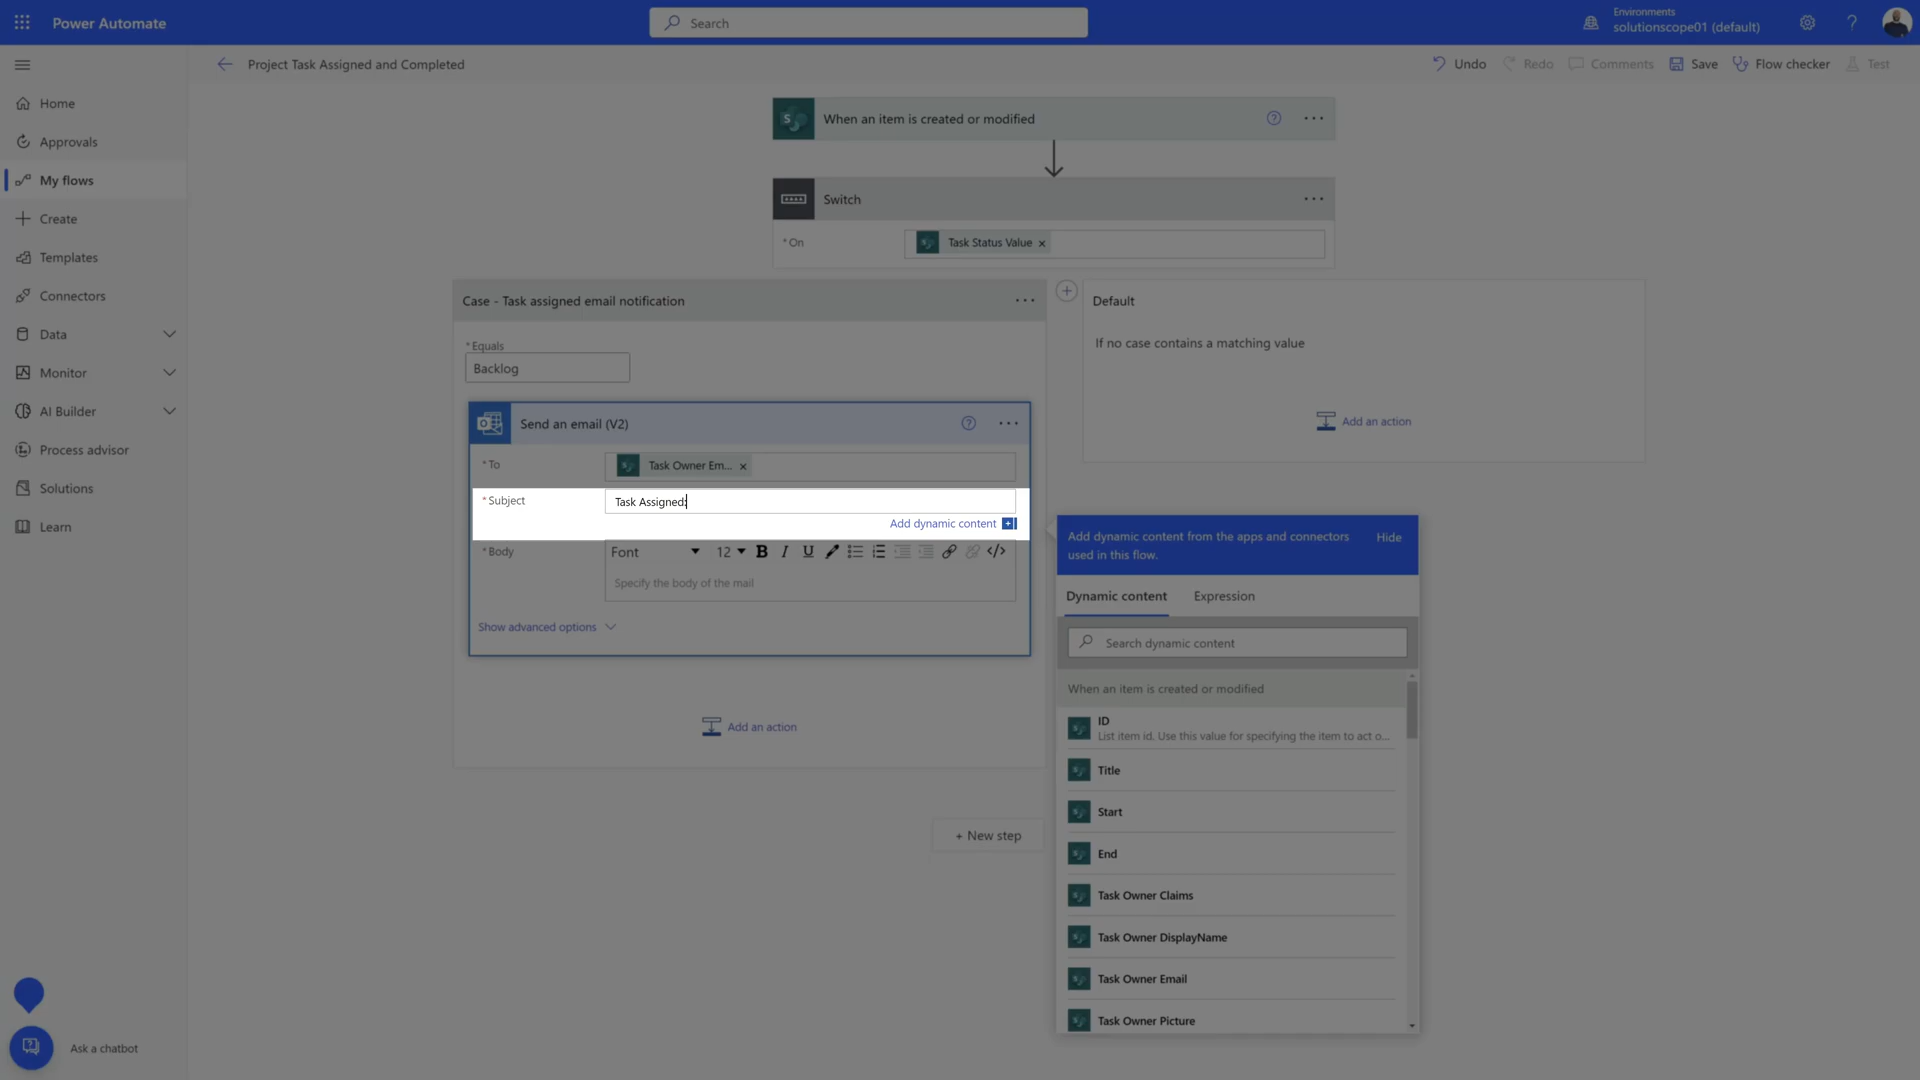 Power Automate
Search
Environments
solutionscope01 (default)
Project Task Assigned and Completed
Undo
Redo
Comments
Save
Flow checker
Test
Home
Approvals
My flows
Create
Templates
Connectors
Data
Monitor
AI Builder
Process advisor
Solutions
Learn
Ask a chatbot
When an item is created or modified
Switch
* On
Task Status Value
Case - Task assigned email notification
* Equals
Backlog
Send an email (V2)
* To
Task Owner Em...
* Subject
Task Assigned:
Add dynamic content
* Body
Font
12
B I U
</>
Specify the body of the mail
Show advanced options
Add an action
Default
If no case contains a matching value
Add an action
+ New step
Add dynamic content from the apps and connectors
used in this flow.
Hide
Dynamic content
Expression
Search dynamic content
When an item is created or modified
ID
List item id. Use this value for specifying the item to act o...
Title
Start
End
Task Owner Claims
Task Owner DisplayName
Task Owner Email
Task Owner Picture